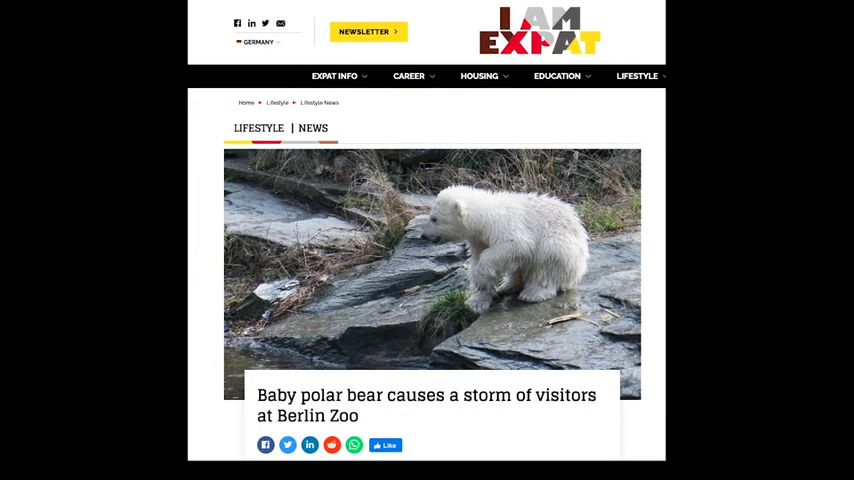 GERMANY
NEWSLETTER
I AM
EXPAT
EXPAT INFO CAREER HOUSING EDUCATION LIFESTYLE
Home Lifestyle Lifestyle News
LIFESTYLE | NEWS
Baby polar bear causes a storm of visitors
at Berlin Zoo
Like